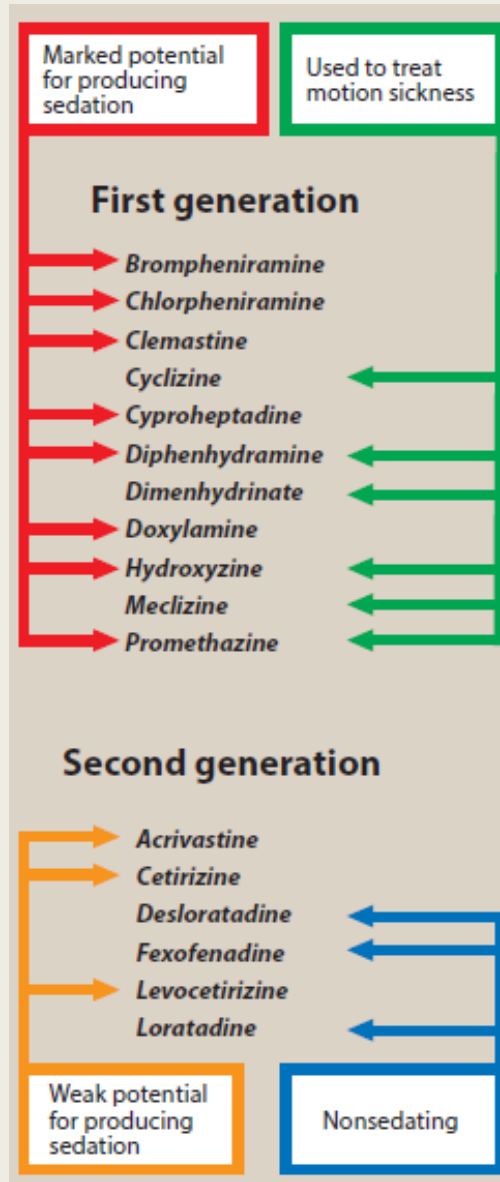 Marked potential
for producing
sedation
Used to treat
motion sickness
First generation
Brompheniramine
Chlorpheniramine
Clemastine
Cyclizine
Cyproheptadine
Diphenhydramine
Dimenhydrinate
Doxylamine
Hydroxyzine
Meclizine
Promethazine
Second generation
Acrivastine
Cetirizine
Desloratadine
Fexofenadine
Levocetirizine
Loratadine
Weak potential
for producing
sedation
Nonsedating